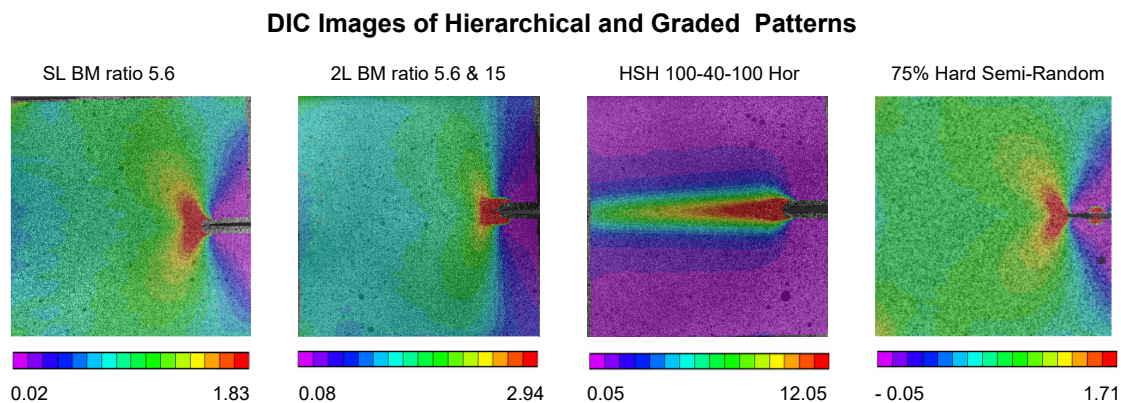 DIC Images of Hierarchical and Graded Patterns
SL BM ratio 5.6
2L BM ratio 5.6 & 15
HSH 100-40-100 Hor
75% Hard Semi-Random
0.02 1.83
0.08 2.94
0.05 12.05
- 0.05 1.71